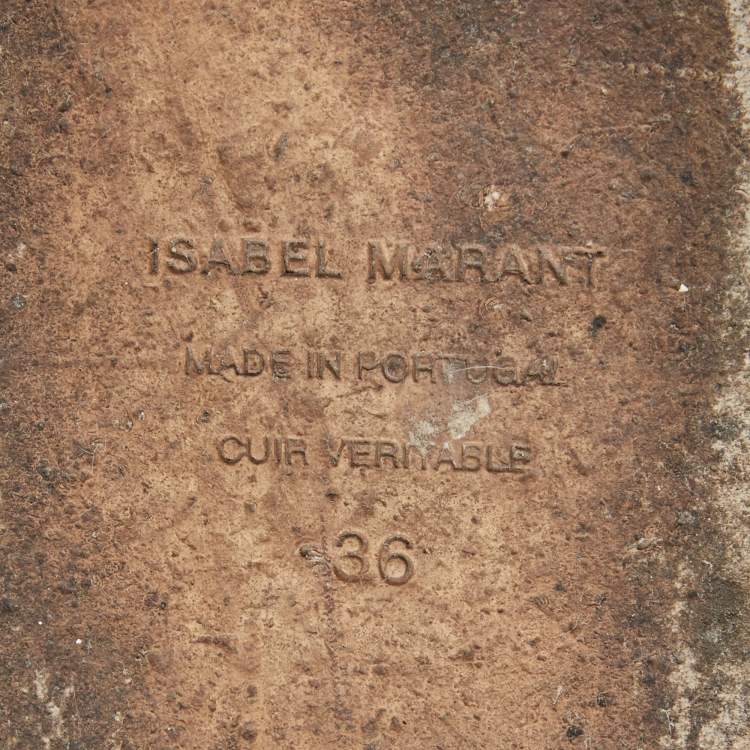 ISABEL MARANT
MADE IN PORTUGAL
CUIR VERITABLE
36